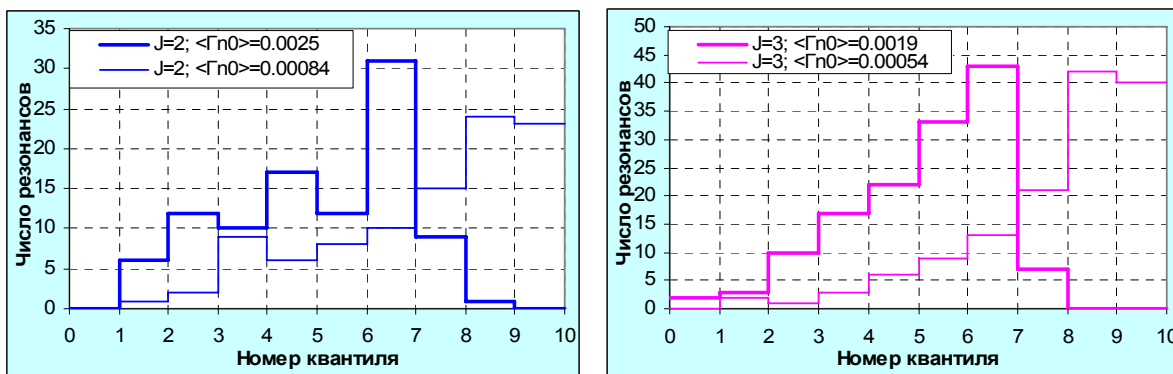 35
30
25
20
15
10
5
0
Число резонансов
J=2; <Гn0>=0.0025
J=2; <Гn0>=0.00084
0 1 2 3 4 5 6 7 8 9 10
Номер квантиля
50
45
40
35
30
25
20
15
10
5
0
Число резонансов
J=3; <Гn0>=0.0019
J=3; <Гn0>=0.00054
0 1 2 3 4 5 6 7 8 9 10
Номер квантиля